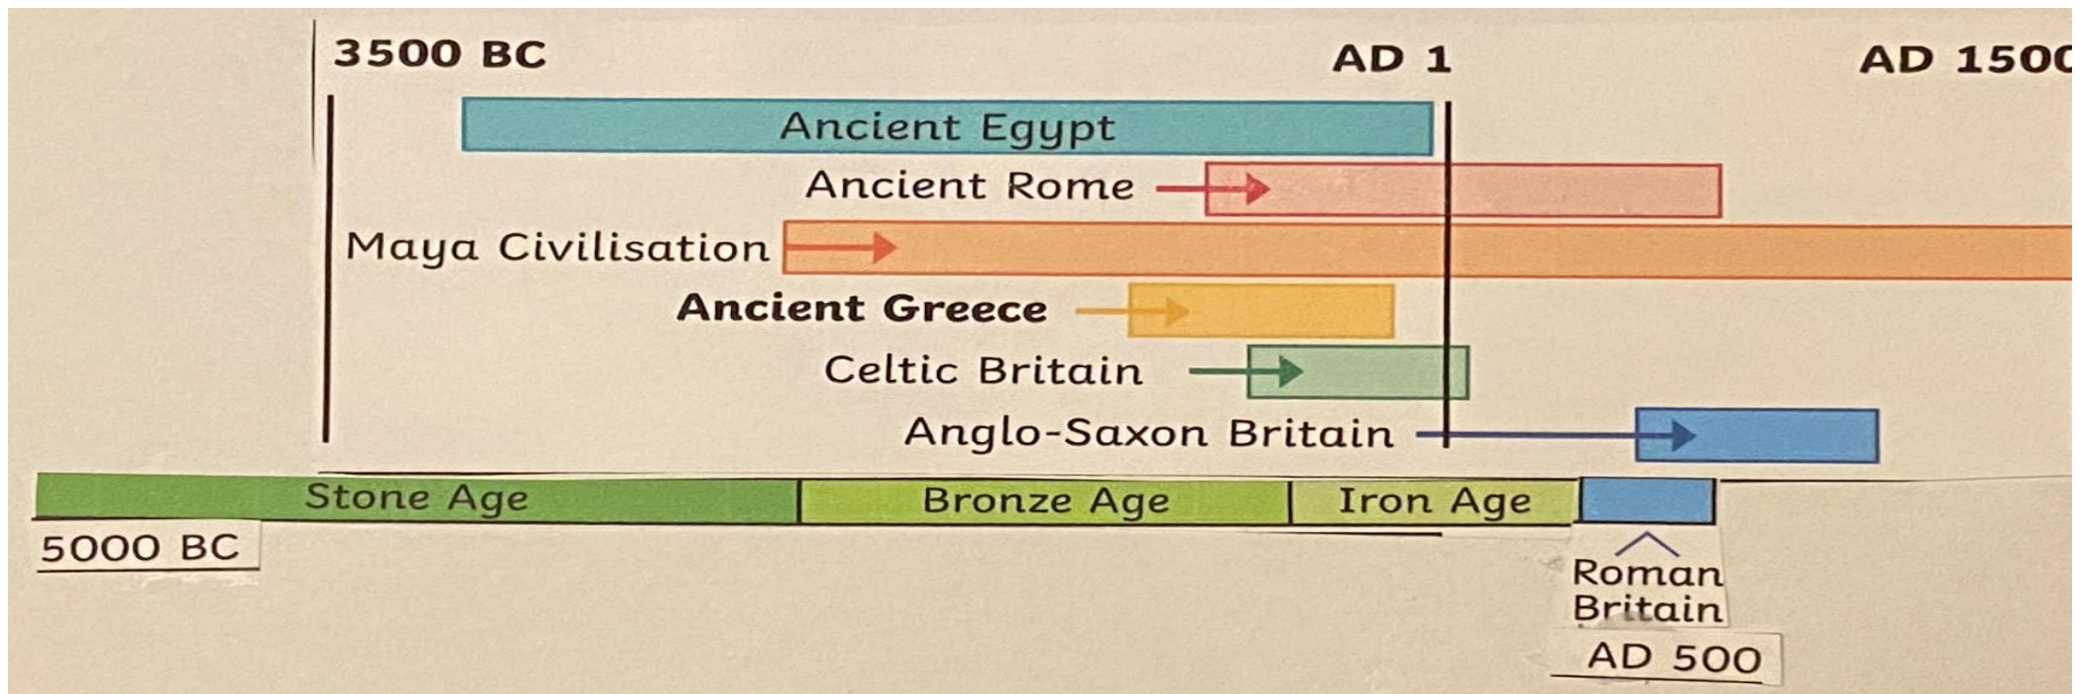 3500 BC
AD 1
AD 1500
Ancient Egypt
Ancient Rome
Maya Civilisation
Ancient Greece
Celtic Britain
Anglo-Saxon Britain
Stone Age
Bronze Age
Iron Age
5000 BC
Roman
Britain
AD 500